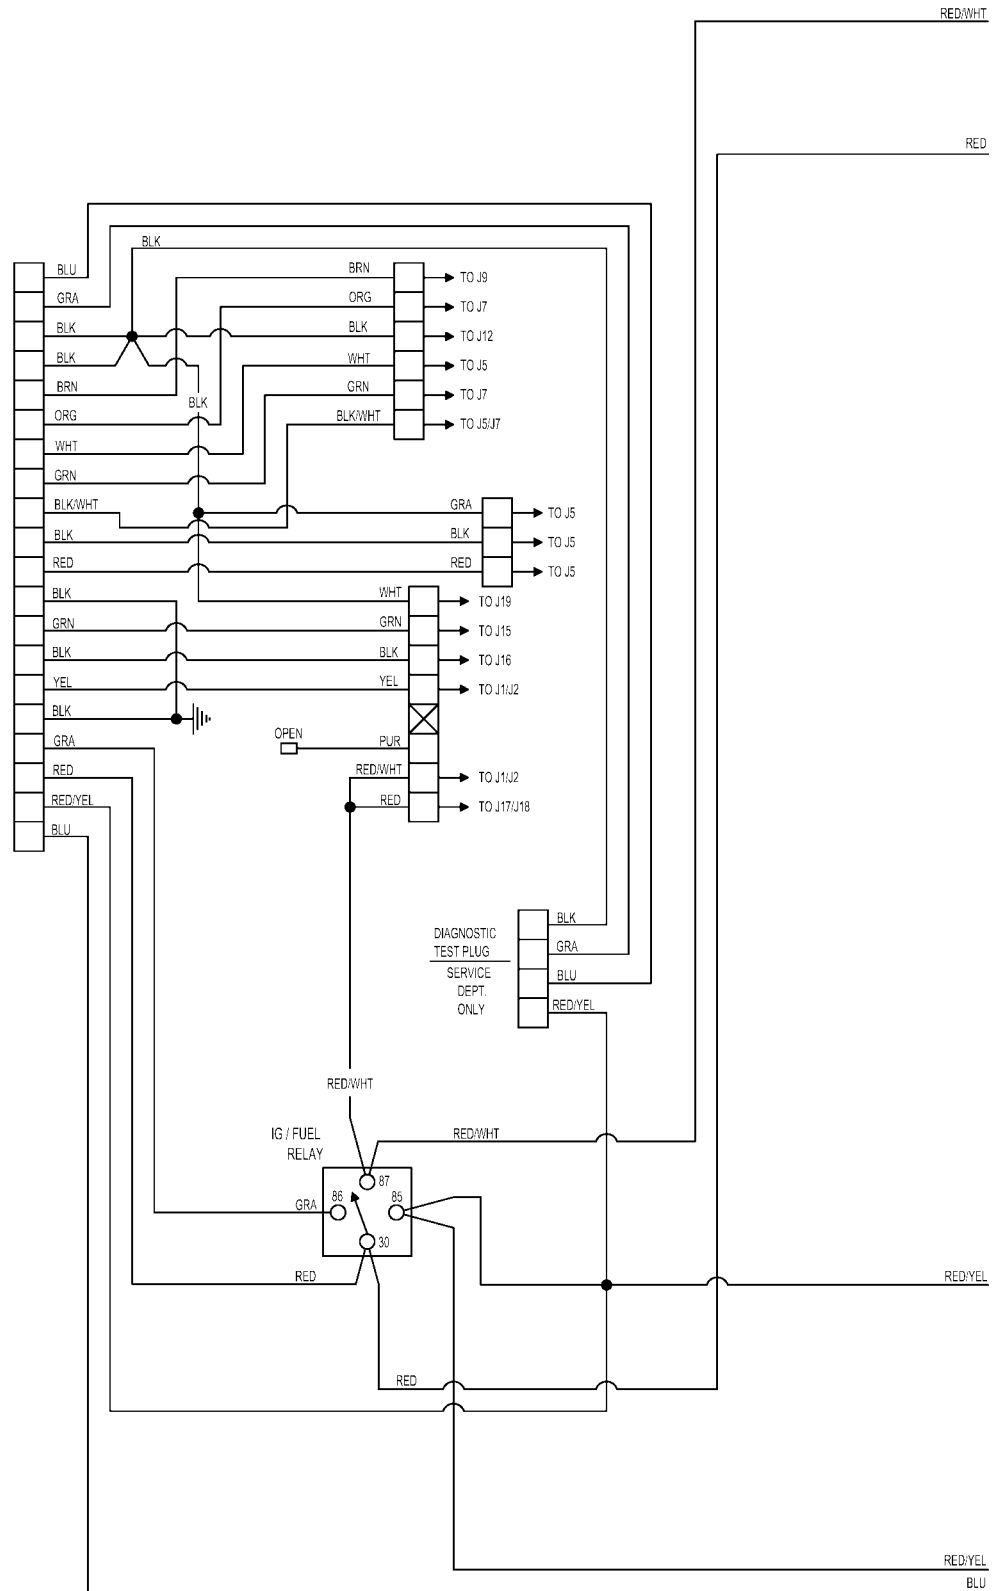 RED/WHT
RED
BLK
BLU
BRN
TO J9
GRA
ORG
TO J7
BLK
BLK
TO J12
BLK
WHT
TO J5
BRN
GRN
TO J7
BLK
ORG
BLK/WHT
TO J5/J7
WHT
GRN
BLK/WHT
GRA
TO J5
BLK
BLK
TO J5
RED
RED
TO J5
BLK
WHT
TO J19
GRN
GRN
TO J15
BLK
BLK
TO J16
YEL
YEL
TO J1/J2
BLK
OPEN
GRA
PUR
RED
RED/WHT
TO J1/J2
RED/YEL
RED
TO J17/J18
BLU
BLK
DIAGNOSTIC
TEST PLUG
GRA
SERVICE
DEPT.
ONLY
BLU
RED/YEL
RED/WHT
IG / FUEL
RELAY
RED/WHT
87
86
85
GRA
30
RED
RED/YEL
RED
RED/YEL
BLU